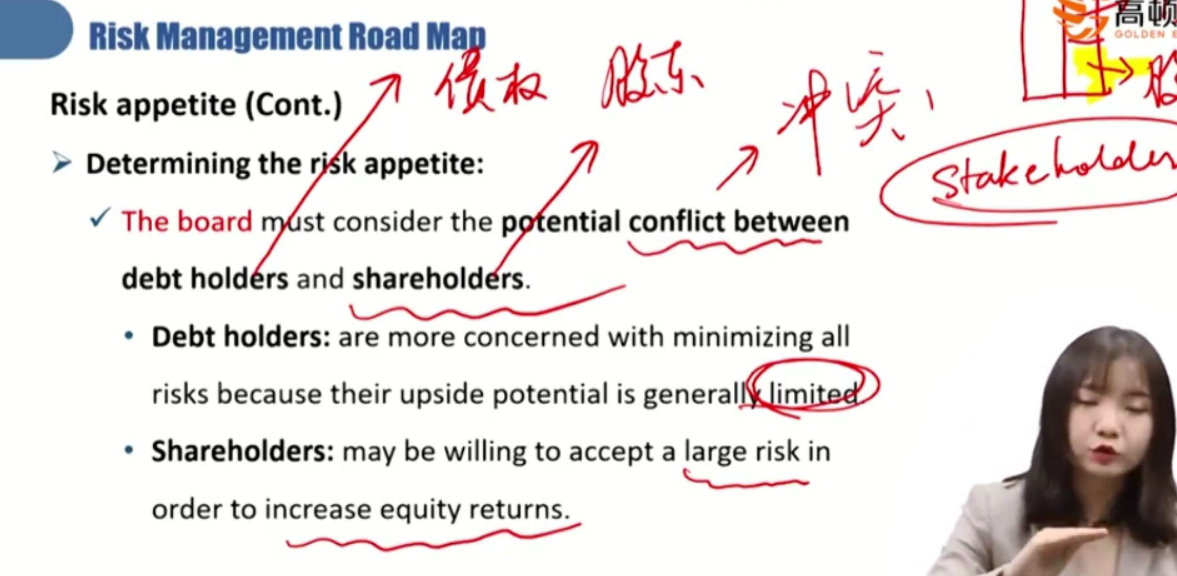 Risk Management Road Map
高顿
GOLDEN E
债权 股东
冲突
股
Stakeholder
Risk appetite (Cont.)
➤ Determining the risk appetite:
✓ The board must consider the potential conflict between
debt holders and shareholders.
• Debt holders: are more concerned with minimizing all
risks because their upside potential is generally limited
• Shareholders: may be willing to accept a large risk in
order to increase equity returns.